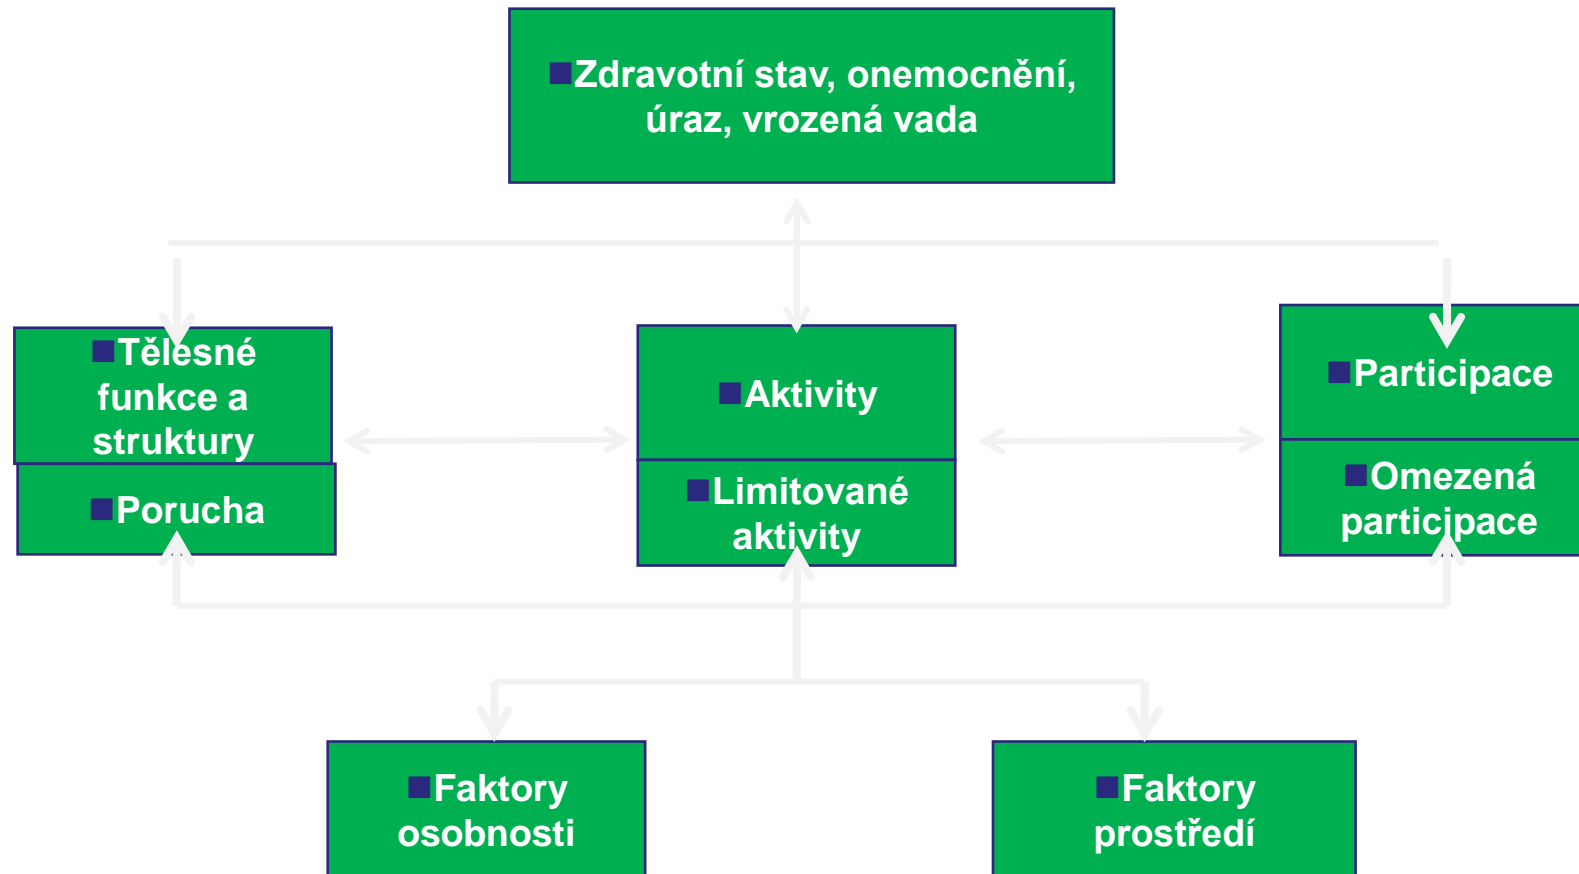 ■Zdravotní stav, onemocnění,
úraz, vrozená vada
■Tělesné
funkce a
struktury
■Porucha
■Aktivity
■Limitované
aktivity
■Participace
■Omezená
participace
■Faktory
osobnosti
■Faktory
prostředí